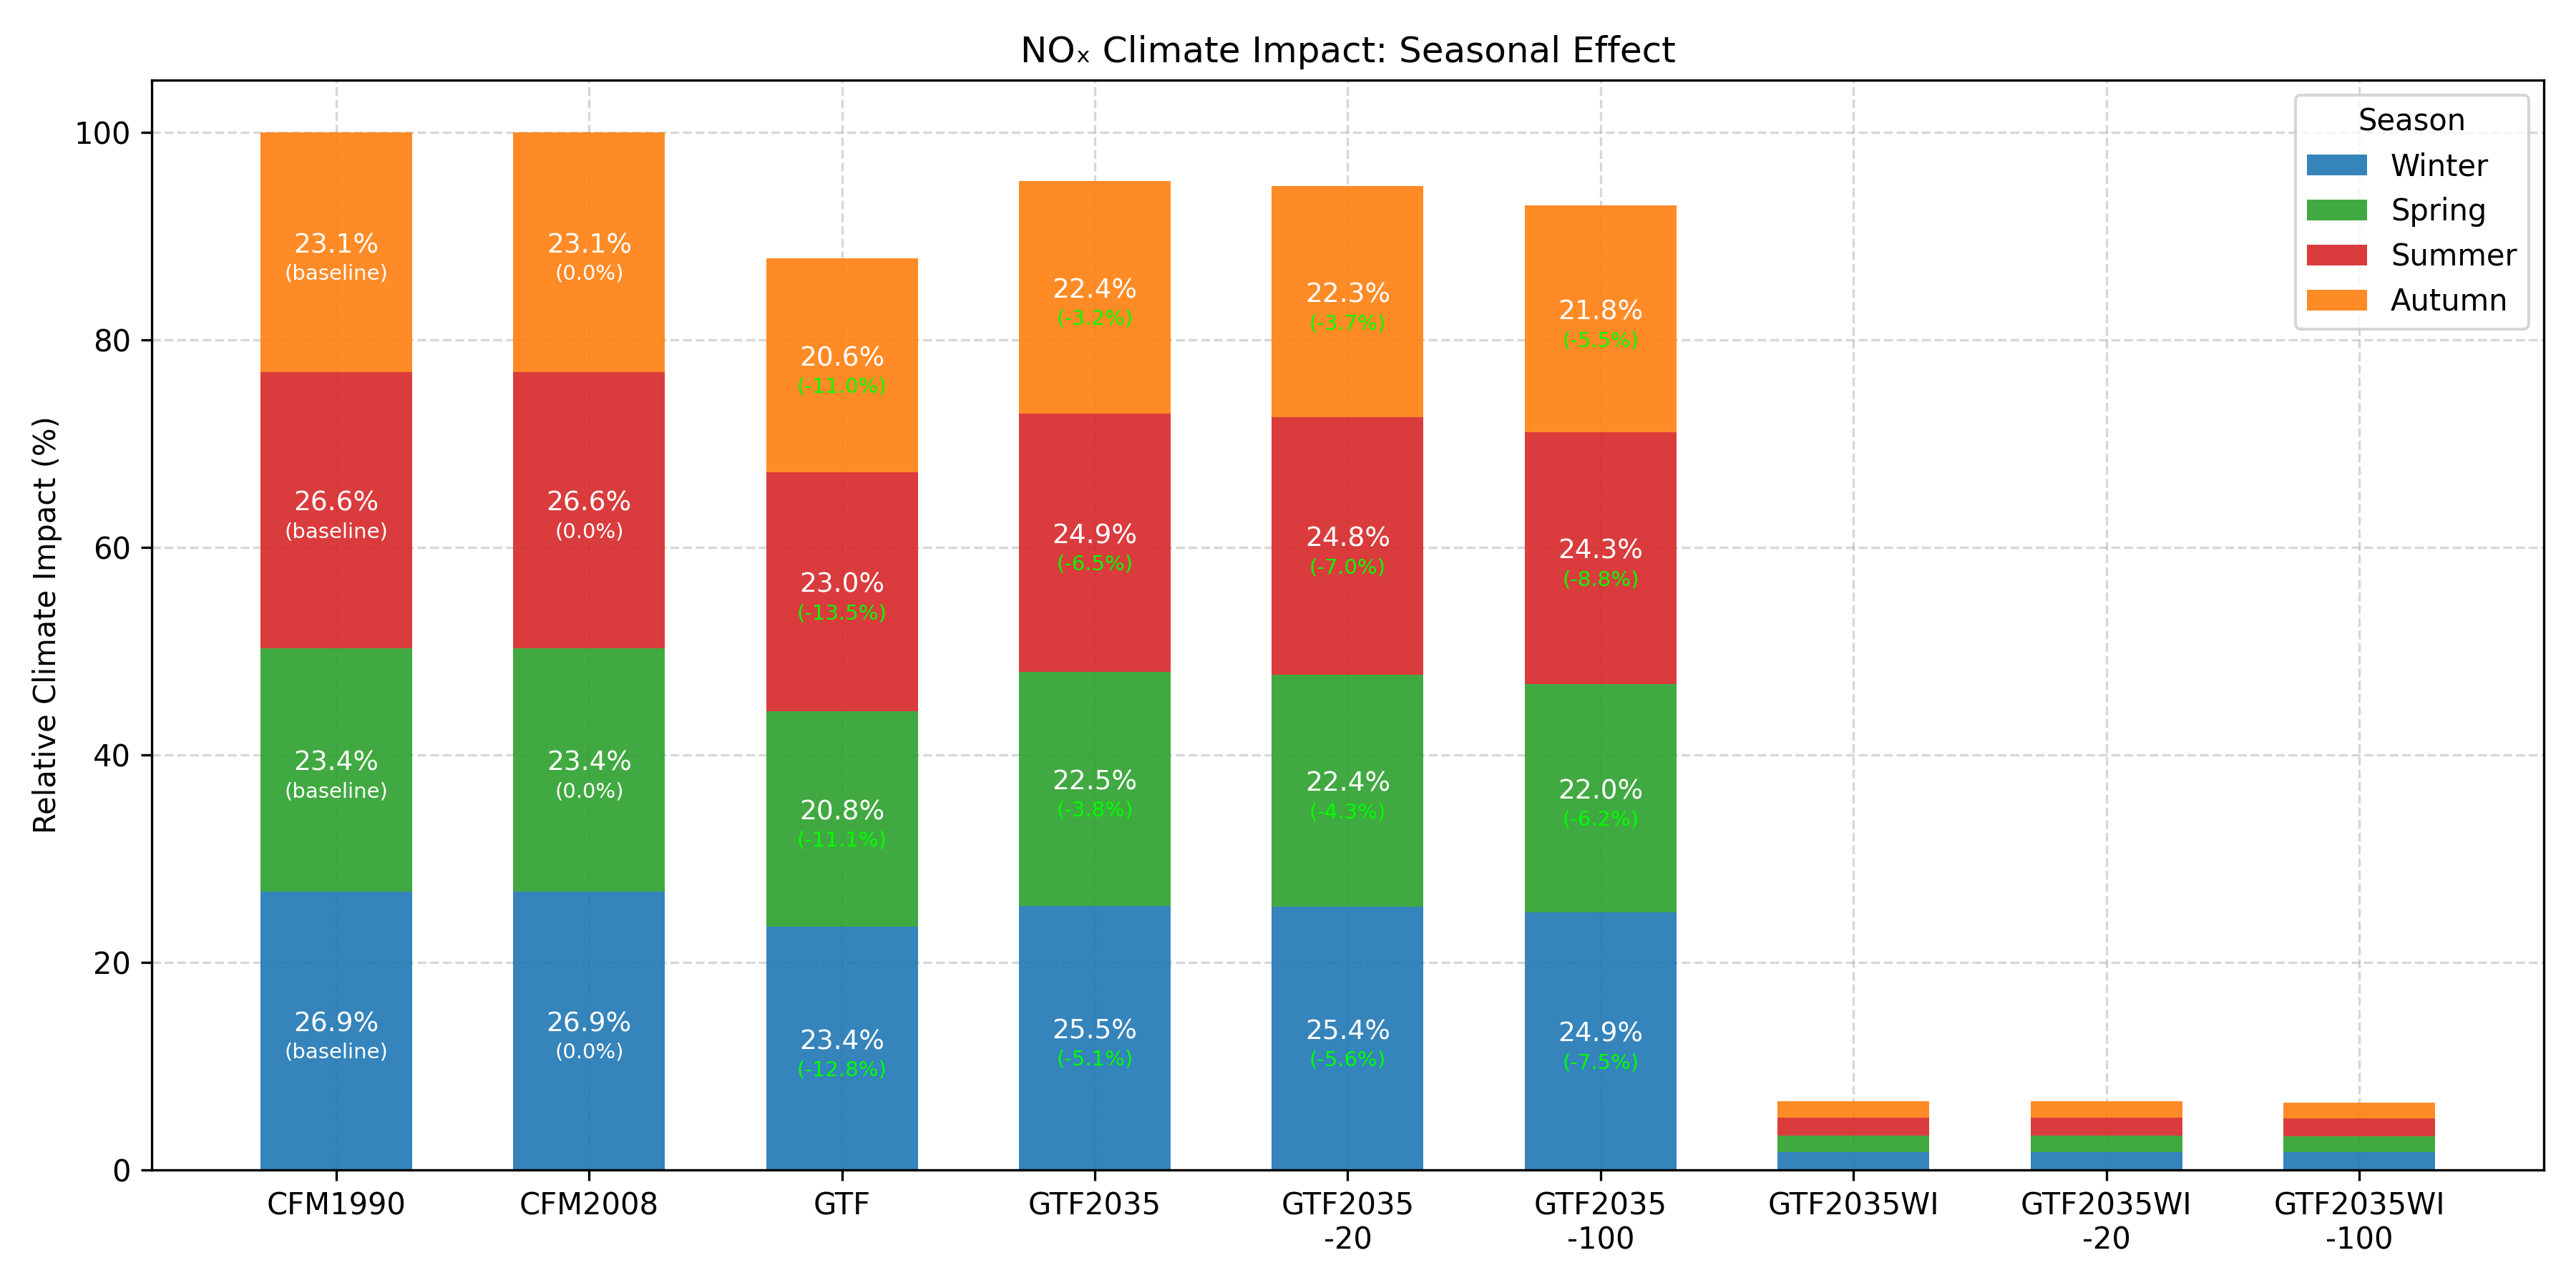 NOₓ Climate Impact: Seasonal Effect
Relative Climate Impact (%)
100
80
60
40
20
0
Season
Winter
Spring
Summer
Autumn
23.1%
(baseline)
26.6%
(baseline)
23.4%
(baseline)
26.9%
(baseline)
23.1%
(0.0%)
26.6%
(0.0%)
23.4%
(0.0%)
26.9%
(0.0%)
20.6%
(-11.0%)
23.0%
(-13.5%)
20.8%
(-11.1%)
23.4%
(-12.8%)
22.4%
(-3.2%)
24.9%
(-6.5%)
22.5%
(-3.8%)
25.5%
(-5.1%)
22.3%
(-3.7%)
24.8%
(-7.0%)
22.4%
(-4.3%)
25.4%
(-5.6%)
21.8%
(-5.5%)
24.3%
(-8.8%)
22.0%
(-6.2%)
24.9%
(-7.5%)
CFM1990
CFM2008
GTF
GTF2035
GTF2035
-20
GTF2035
-100
GTF2035WI
GTF2035WI
-20
GTF2035WI
-100